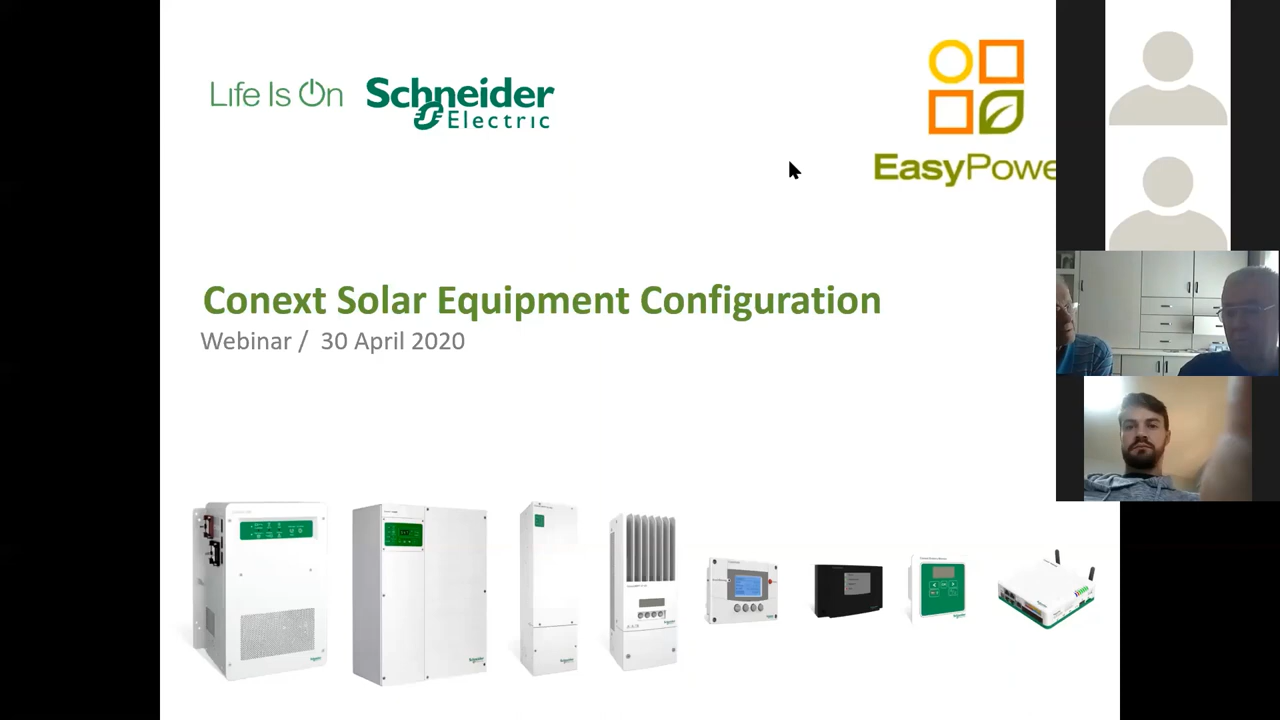 Life Is On
Schneider
Electric
EasyPowe
Conext Solar Equipment Configuration
Webinar / 30 April 2020